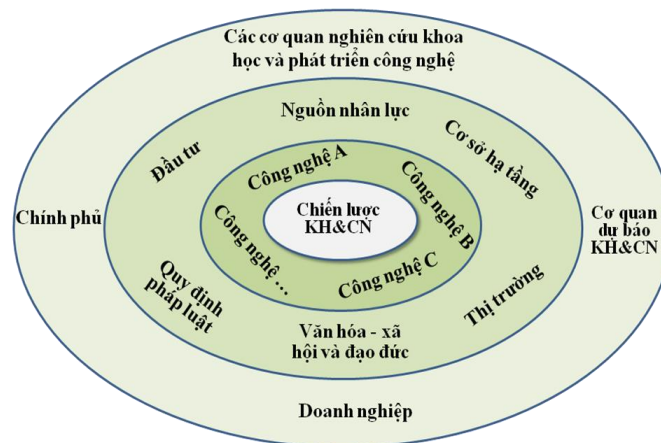 Các cơ quan nghiên cứu khoa
học và phát triển công nghệ
Nguồn nhân lực
Đầu tư
Cơ sở hạ tầng
Công nghệ A
Công nghệ B
Chính phủ
Chiến lược
KH&CN
Cơ quan
dự báo
KH&CN
Công nghệ ...
Công nghệ C
Quy định
pháp luật
Thị trường
Văn hóa - xã
hội và đạo đức
Doanh nghiệp